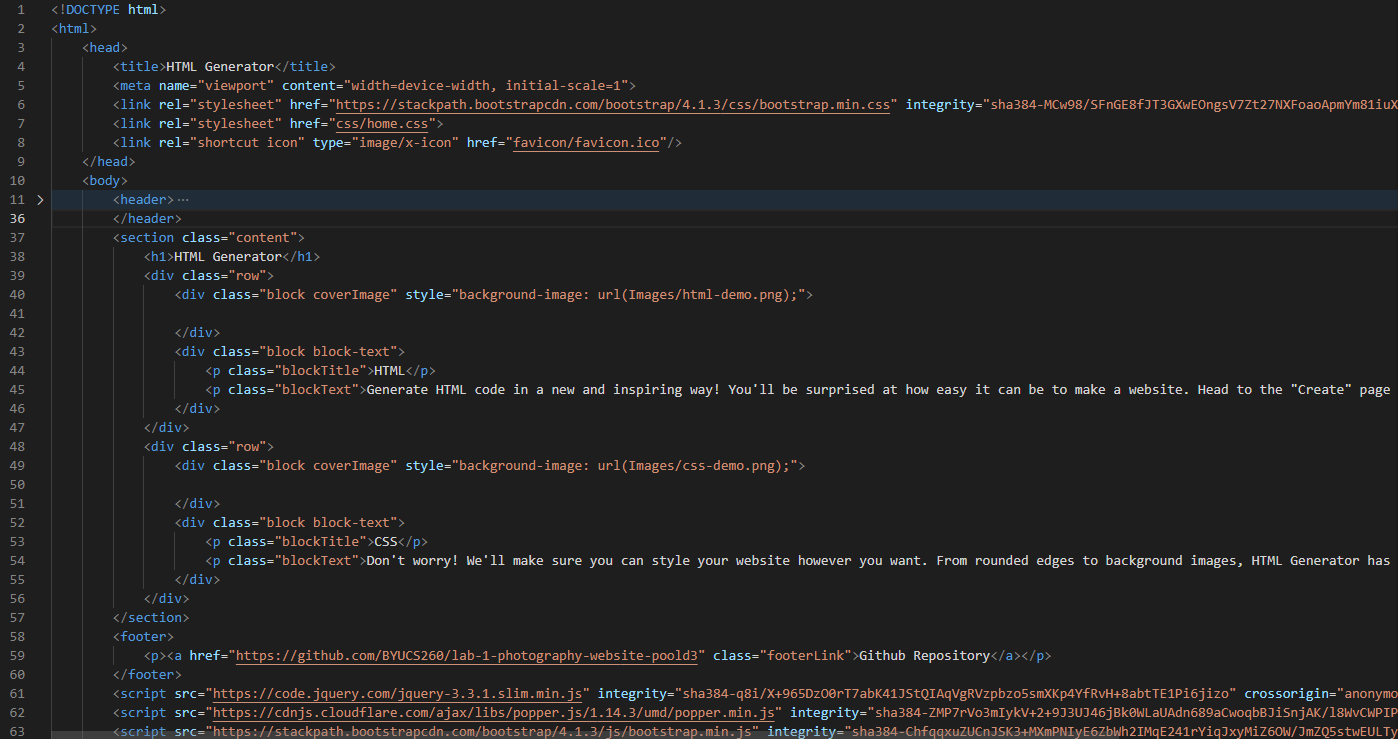 1 <!DOCTYPE html>
2 <html>
3 <head>
4 <title>HTML Generator</title>
5 <meta name="viewport" content="width=device-width, initial-scale=1">
6 <link rel="stylesheet" href="https://stackpath.bootstrapcdn.com/bootstrap/4.1.3/css/bootstrap.min.css" integrity="sha384-MCw98/SFnGE8fJT3GXwEOngsV7Zt27NXFoaoApmYm81iuX
7 <link rel="stylesheet" href="css/home.css">
8 <link rel="shortcut icon" type="image/x-icon" href="favicon/favicon.ico"/>
9 </head>
10 <body>
11 <header>…
36 </header>
37 <section class="content">
38 <h1>HTML Generator</h1>
39 <div class="row">
40 <div class="block coverImage" style="background-image: url(Images/html-demo.png);">
41
42 </div>
43 <div class="block block-text">
44 <p class="blockTitle">HTML</p>
45 <p class="blockText">Generate HTML code in a new and inspiring way! You'll be surprised at how easy it can be to make a website. Head to the "Create" page
46 </div>
47 </div>
48 <div class="row">
49 <div class="block coverImage" style="background-image: url(Images/css-demo.png);">
50
51 </div>
52 <div class="block block-text">
53 <p class="blockTitle">CSS</p>
54 <p class="blockText">Don't worry! We'll make sure you can style your website however you want. From rounded edges to background images, HTML Generator has
55 </div>
56 </div>
57 </section>
58 <footer>
59 <p><a href="https://github.com/BYUCS260/lab-1-photography-website-poold3" class="footerLink">Github Repository</a></p>
60 </footer>
61 <script src="https://code.jquery.com/jquery-3.3.1.slim.min.js" integrity="sha384-q8i/X+965DzO0rT7abK41JStQIAqVgRVzpbzo5smXKp4YfRvH+8abtTE1Pi6jizo" crossorigin="anonymo
62 <script src="https://cdnjs.cloudflare.com/ajax/libs/popper.js/1.14.3/umd/popper.min.js" integrity="sha384-ZMP7rVo3mIykV+2+9J3UJ46jBk0WLaUAdn689aCwoqbBJiSnjAK/l8WvCWPIP
63 <script src="https://stackpath.bootstrapcdn.com/bootstrap/4.1.3/js/bootstrap.min.js" integrity="sha384-ChfqqxuZUCnJSK3+MXmPNIyE6ZbWh2IMqE241rYiqJxyMiZ6OW/JmZQ5stwEULTy